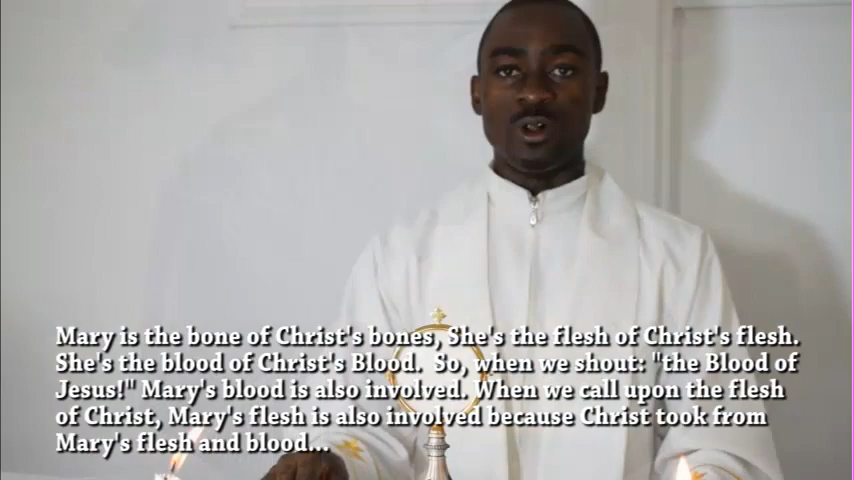 Mary is the bone of Christ's bones, She's the flesh of Christ's flesh.
She's the blood of Christ's Blood.  So, when we shout: "the Blood of
Jesus!" Mary's blood is also involved. When we call upon the flesh
of Christ, Mary's flesh is also involved because Christ took from
Mary's flesh and blood...